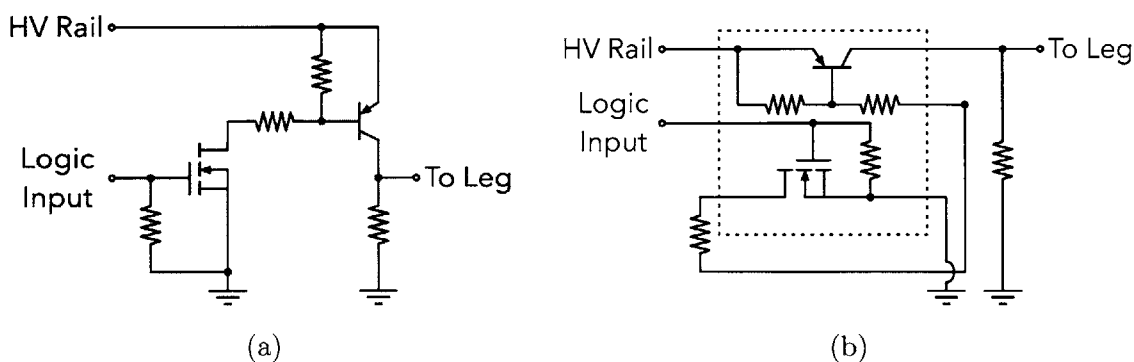 HV Rail
Logic
Input
To Leg
(a)
HV Rail
To Leg
Logic
Input
(b)